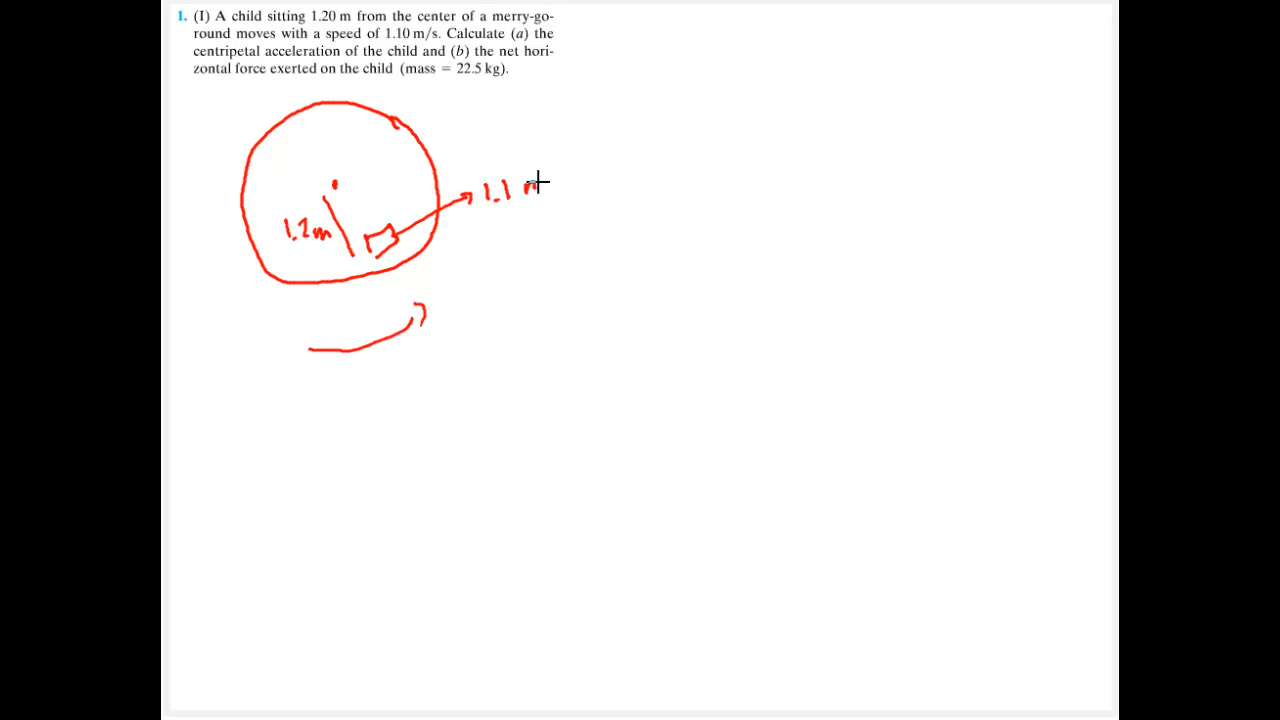 1. (I) A child sitting 1.20 m from the center of a merry-go-
round moves with a speed of 1.10 m/s. Calculate (a) the
centripetal acceleration of the child and (b) the net hori-
zontal force exerted on the child (mass = 22.5 kg).
1.1
1.2m